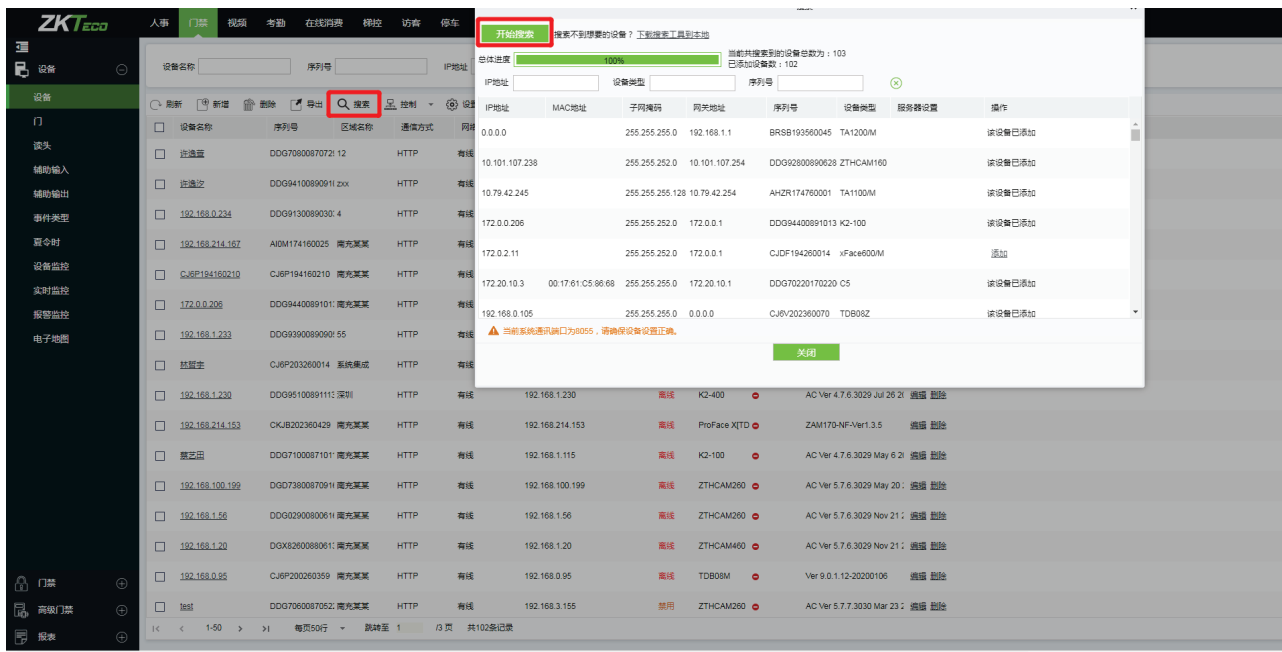 ZKTeco 人事 门禁 视频 考勤 在线消费 梯控 访客 停车
设备
设备
门
读头
辅助输入
辅助输出
事件类型
夏令时
设备监控
实时监控
报警监控
电子地图
门禁
高级门禁
报表
设备名称 序列号 IP地址
刷新 新增 删除 导出 搜索 控制
设备名称 序列号 区域名称 通信方式
DDG7080087072 12 HTTP 有线
许逸汐 DDG9410089091 zxx HTTP 有线
192.168.0.234 DDG9130089030 4 HTTP 有线
192.168.214.167 AI0M174160025 南充某某 HTTP 有线
CJ6P194160210 CJ6P194160210 南充某某 HTTP 有线
172.0.0.206 DDG9440089101 南充某某 HTTP 有线
192.168.1.233 DDG9390089090 55 HTTP 有线
林哲宇 CJ6P203260014 系统集成 HTTP 有线
192.168.1.230 DDG9510089111 深圳 HTTP 有线 192.168.1.230 离线 K2-400 AC Ver 4.7.6.3029 Jul 26 20 编辑 删除
192.168.214.153 CKJB202360429 南充某某 HTTP 有线 192.168.214.153 离线 ProFace X[TD ZAM170-NF-Ver1.3.5 编辑 删除
蔡艺田 DDG7100087101 南充某某 HTTP 有线 192.168.1.115 离线 K2-100 AC Ver 4.7.6.3029 May 6 20 编辑 删除
192.168.100.199 DGD7380087091 南充某某 HTTP 有线 192.168.100.199 离线 ZTHCAM260 AC Ver 5.7.6.3029 May 20 编辑 删除
192.168.1.56 DDG0290080061 南充某某 HTTP 有线 192.168.1.56 离线 ZTHCAM260 AC Ver 5.7.6.3029 Nov 21 编辑 删除
192.168.1.20 DGX8260088061 南充某某 HTTP 有线 192.168.1.20 离线 ZTHCAM460 AC Ver 5.7.6.3029 Nov 21 编辑 删除
192.168.0.95 CJ6P200260359 南充某某 HTTP 有线 192.168.0.95 离线 TDB08M Ver 9.0.1.12-20200106 编辑 删除
test DDG7060087052 南充某某 HTTP 有线 192.168.3.155 禁用 ZTHCAM260 AC Ver 5.7.7.3030 Mar 23 编辑 删除
1-50 每页50行 跳转至 1 /3 页 共102条记录
开始搜索 搜索不到想要的设备？ 下载搜索工具到本地
总体进度 100% 当前共搜索到的设备总数为：103
已添加设备数：102
IP地址 设备类型 序列号
IP地址 MAC地址 子网掩码 网关地址 序列号 设备类型 服务器设置 操作
0.0.0.0 255.255.255.0 192.168.1.1 BRSB193560045 TA1200/M 该设备已添加
10.101.107.238 255.255.252.0 10.101.107.254 DDG92800890628 ZTHCAM160 该设备已添加
10.79.42.245 255.255.255.128 10.79.42.254 AHZR174760001 TA1100/M 该设备已添加
172.0.0.206 255.255.252.0 172.0.0.1 DDG94400891013 K2-100 该设备已添加
172.0.2.11 255.255.252.0 172.0.0.1 CJDF194260014 xFace600/M 添加
172.20.10.3 00:17:61:C5:86:68 255.255.255.0 172.20.10.1 DDG70220170220 C5 该设备已添加
192.168.0.105 255.255.255.0 0.0.0.0 CJ6V202360070 TDB08Z 该设备已添加
当前系统通讯端口为8055，请确保设备设置正确。
关闭